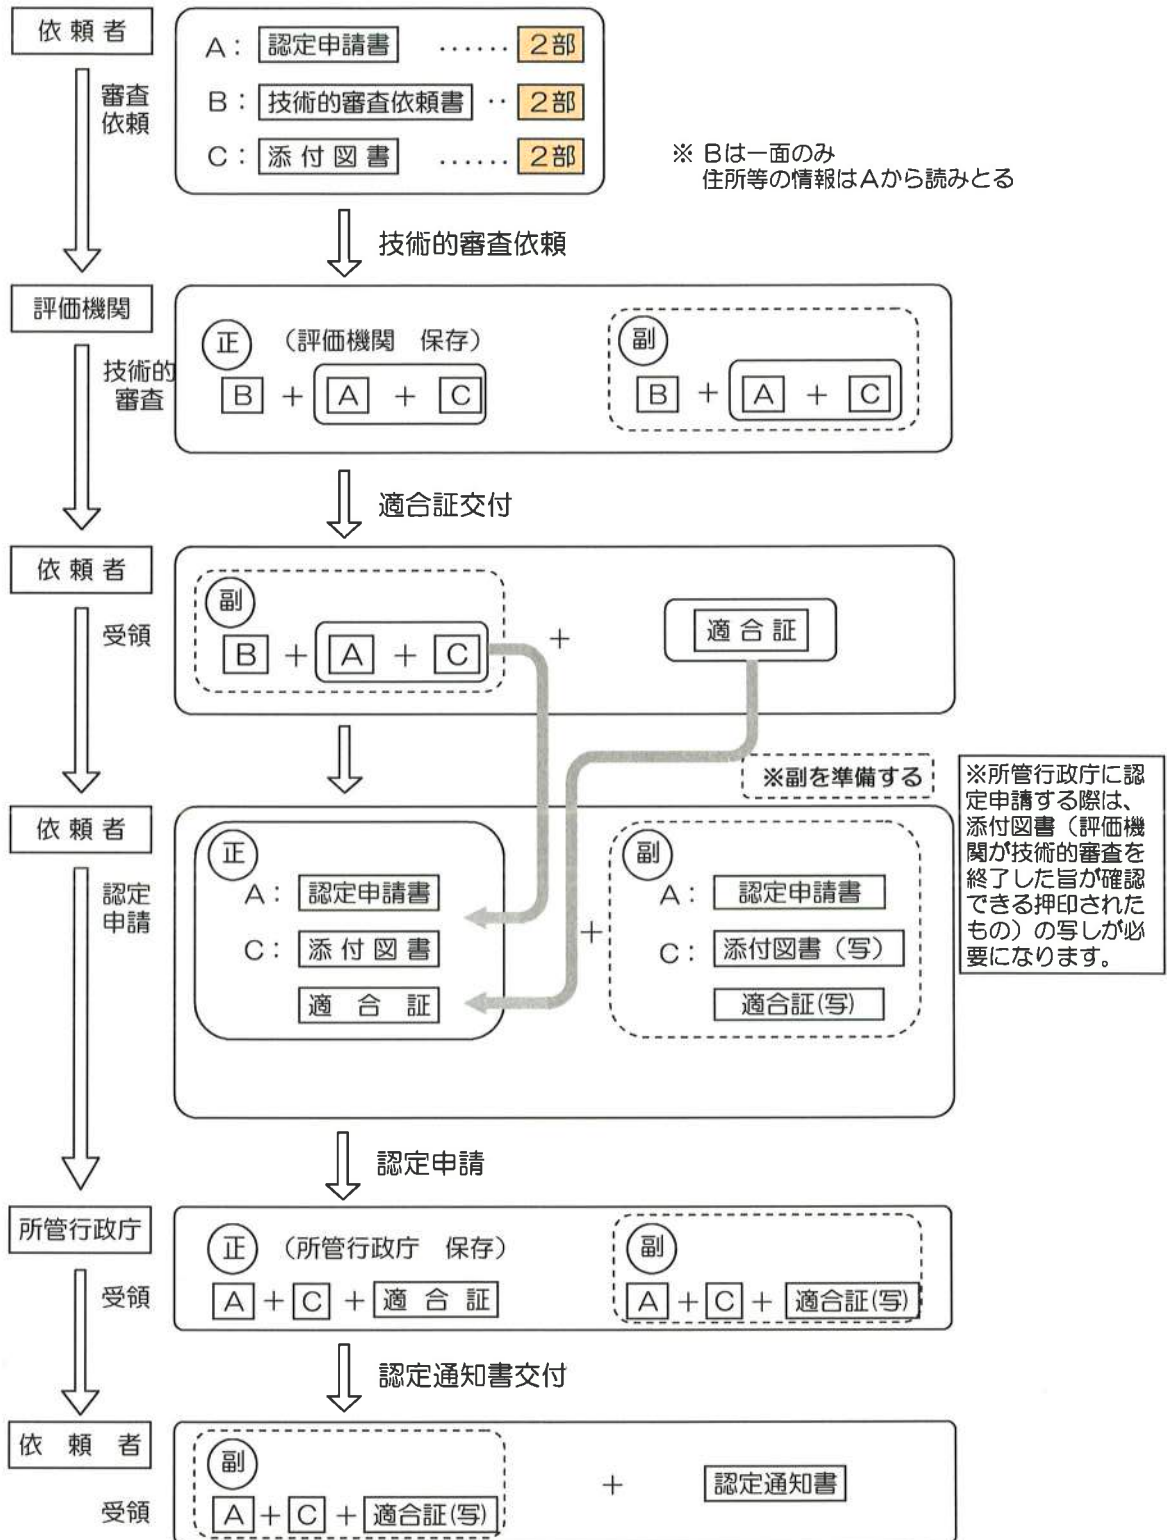 依頼者
審査
依頼
A： 認定申請書 …… 2部
B： 技術的審査依頼書 ‥ 2部
C： 添付図書 …… 2部
※ Bは一面のみ
住所等の情報はAから読みとる
技術的審査依頼
評価機関
技術的
審査
正 （評価機関 保存）
B + A + C
副
B + A + C
適合証交付
依頼者
受領
副
B + A + C
+
適合証
※副を準備する
依頼者
認定
申請
正
A： 認定申請書
C： 添付図書
適合証
+
副
A： 認定申請書
C： 添付図書（写）
適合証(写)
※所管行政庁に認
定申請する際は、
添付図書（評価機
関が技術的審査を
終了した旨が確認
できる押印された
もの）の写しが必
要になります。
認定申請
所管行政庁
受領
正 （所管行政庁 保存）
A + C + 適合証
副
A + C + 適合証(写)
認定通知書交付
依頼者
受領
副
A + C + 適合証(写)
+
認定通知書